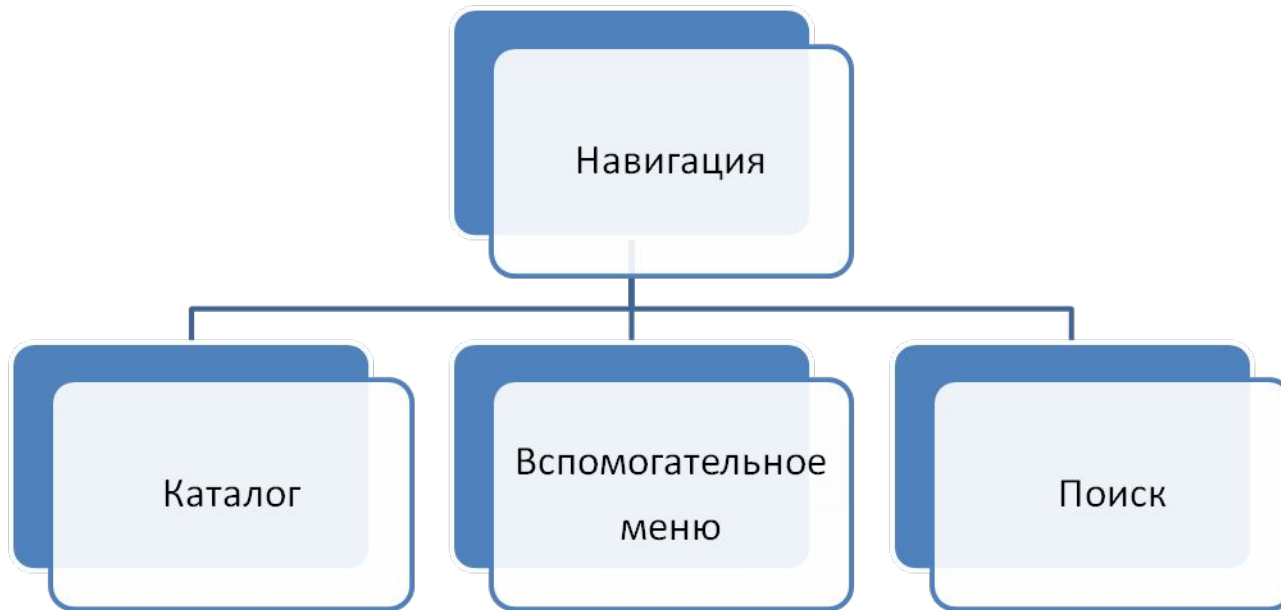 Навигация
Каталог
Вспомогательное
меню
Поиск